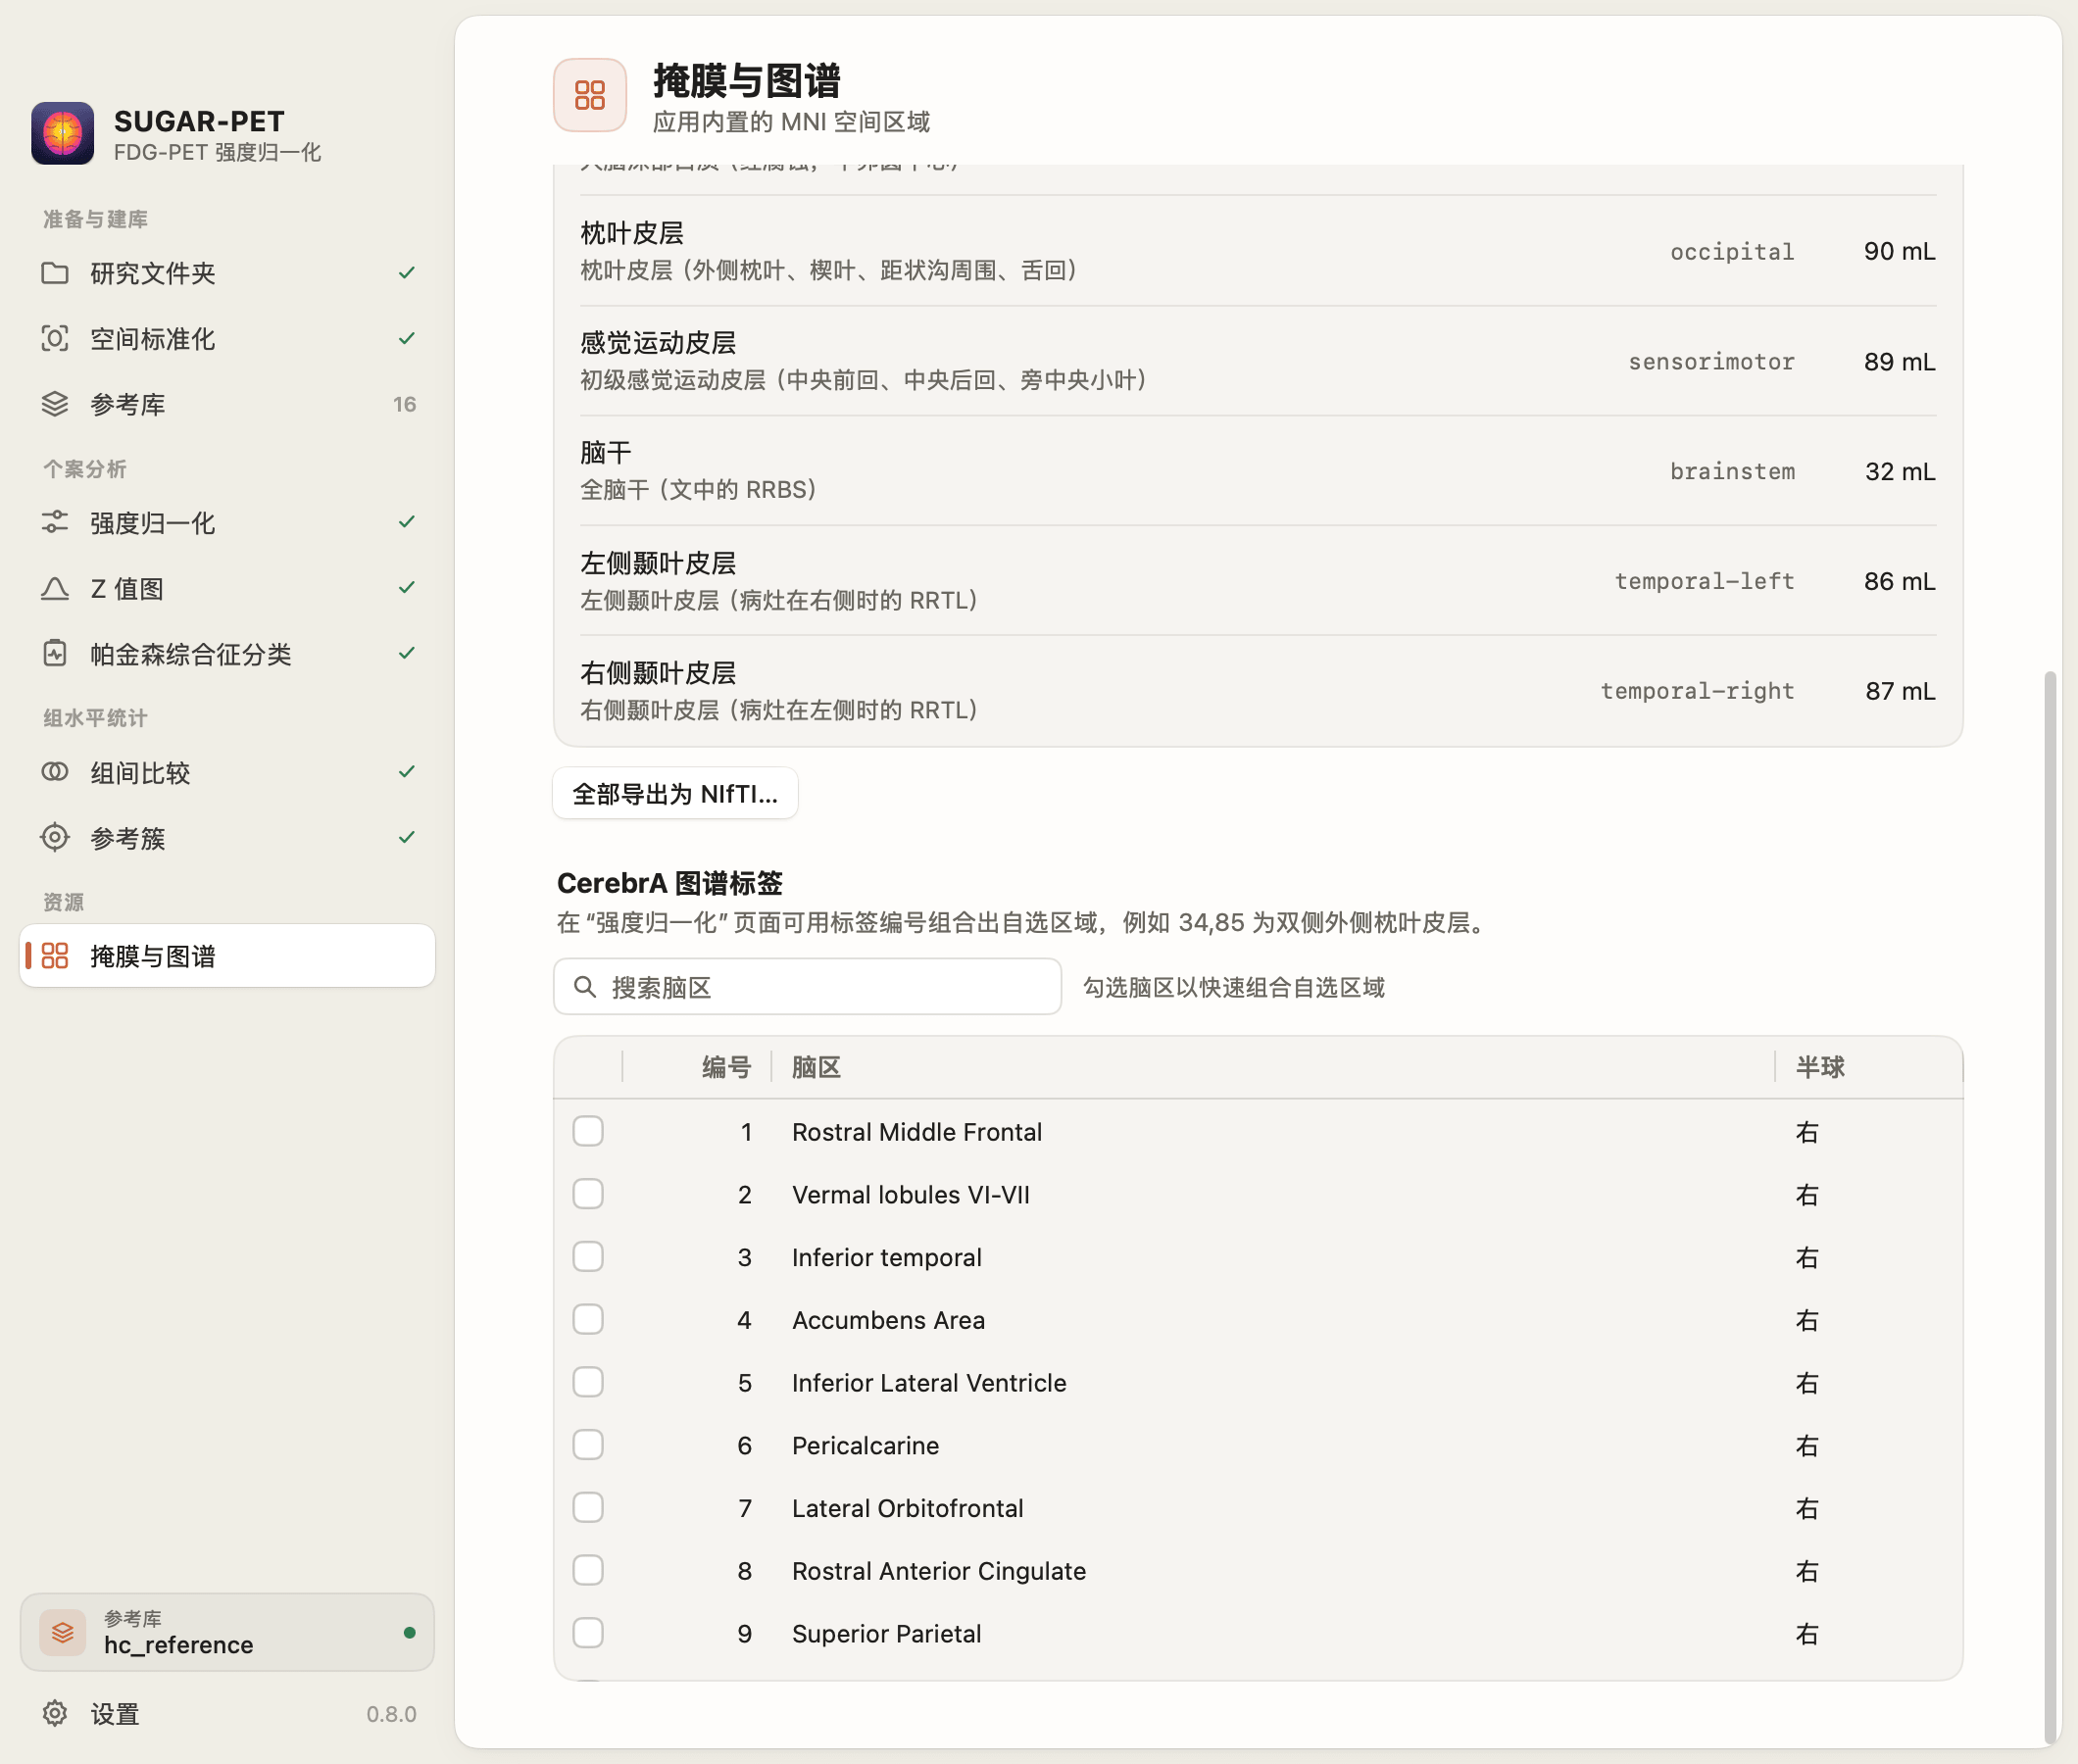 SUGAR-PET
FDG-PET 强度归一化
准备与建库
研究文件夹
空间标准化
参考库 16
个案分析
强度归一化
Z 值图
帕金森综合征分类
组水平统计
组间比较
参考簇
资源
掩膜与图谱
参考库
hc_reference
设置 0.8.0
掩膜与图谱
应用内置的 MNI 空间区域
枕叶皮层
枕叶皮层（外侧枕叶、楔叶、距状沟周围、舌回）
occipital 90 mL
感觉运动皮层
初级感觉运动皮层（中央前回、中央后回、旁中央小叶）
sensorimotor 89 mL
脑干
全脑干（文中的 RRBS）
brainstem 32 mL
左侧颞叶皮层
左侧颞叶皮层（病灶在右侧时的 RRTL）
temporal-left 86 mL
右侧颞叶皮层
右侧颞叶皮层（病灶在左侧时的 RRTL）
temporal-right 87 mL
全部导出为 NIfTI...
CerebrA 图谱标签
在“强度归一化”页面可用标签编号组合出自选区域，例如 34,85 为双侧外侧枕叶皮层。
搜索脑区
勾选脑区以快速组合自选区域
编号 脑区 半球
1 Rostral Middle Frontal 右
2 Vermal lobules VI-VII 右
3 Inferior temporal 右
4 Accumbens Area 右
5 Inferior Lateral Ventricle 右
6 Pericalcarine 右
7 Lateral Orbitofrontal 右
8 Rostral Anterior Cingulate 右
9 Superior Parietal 右